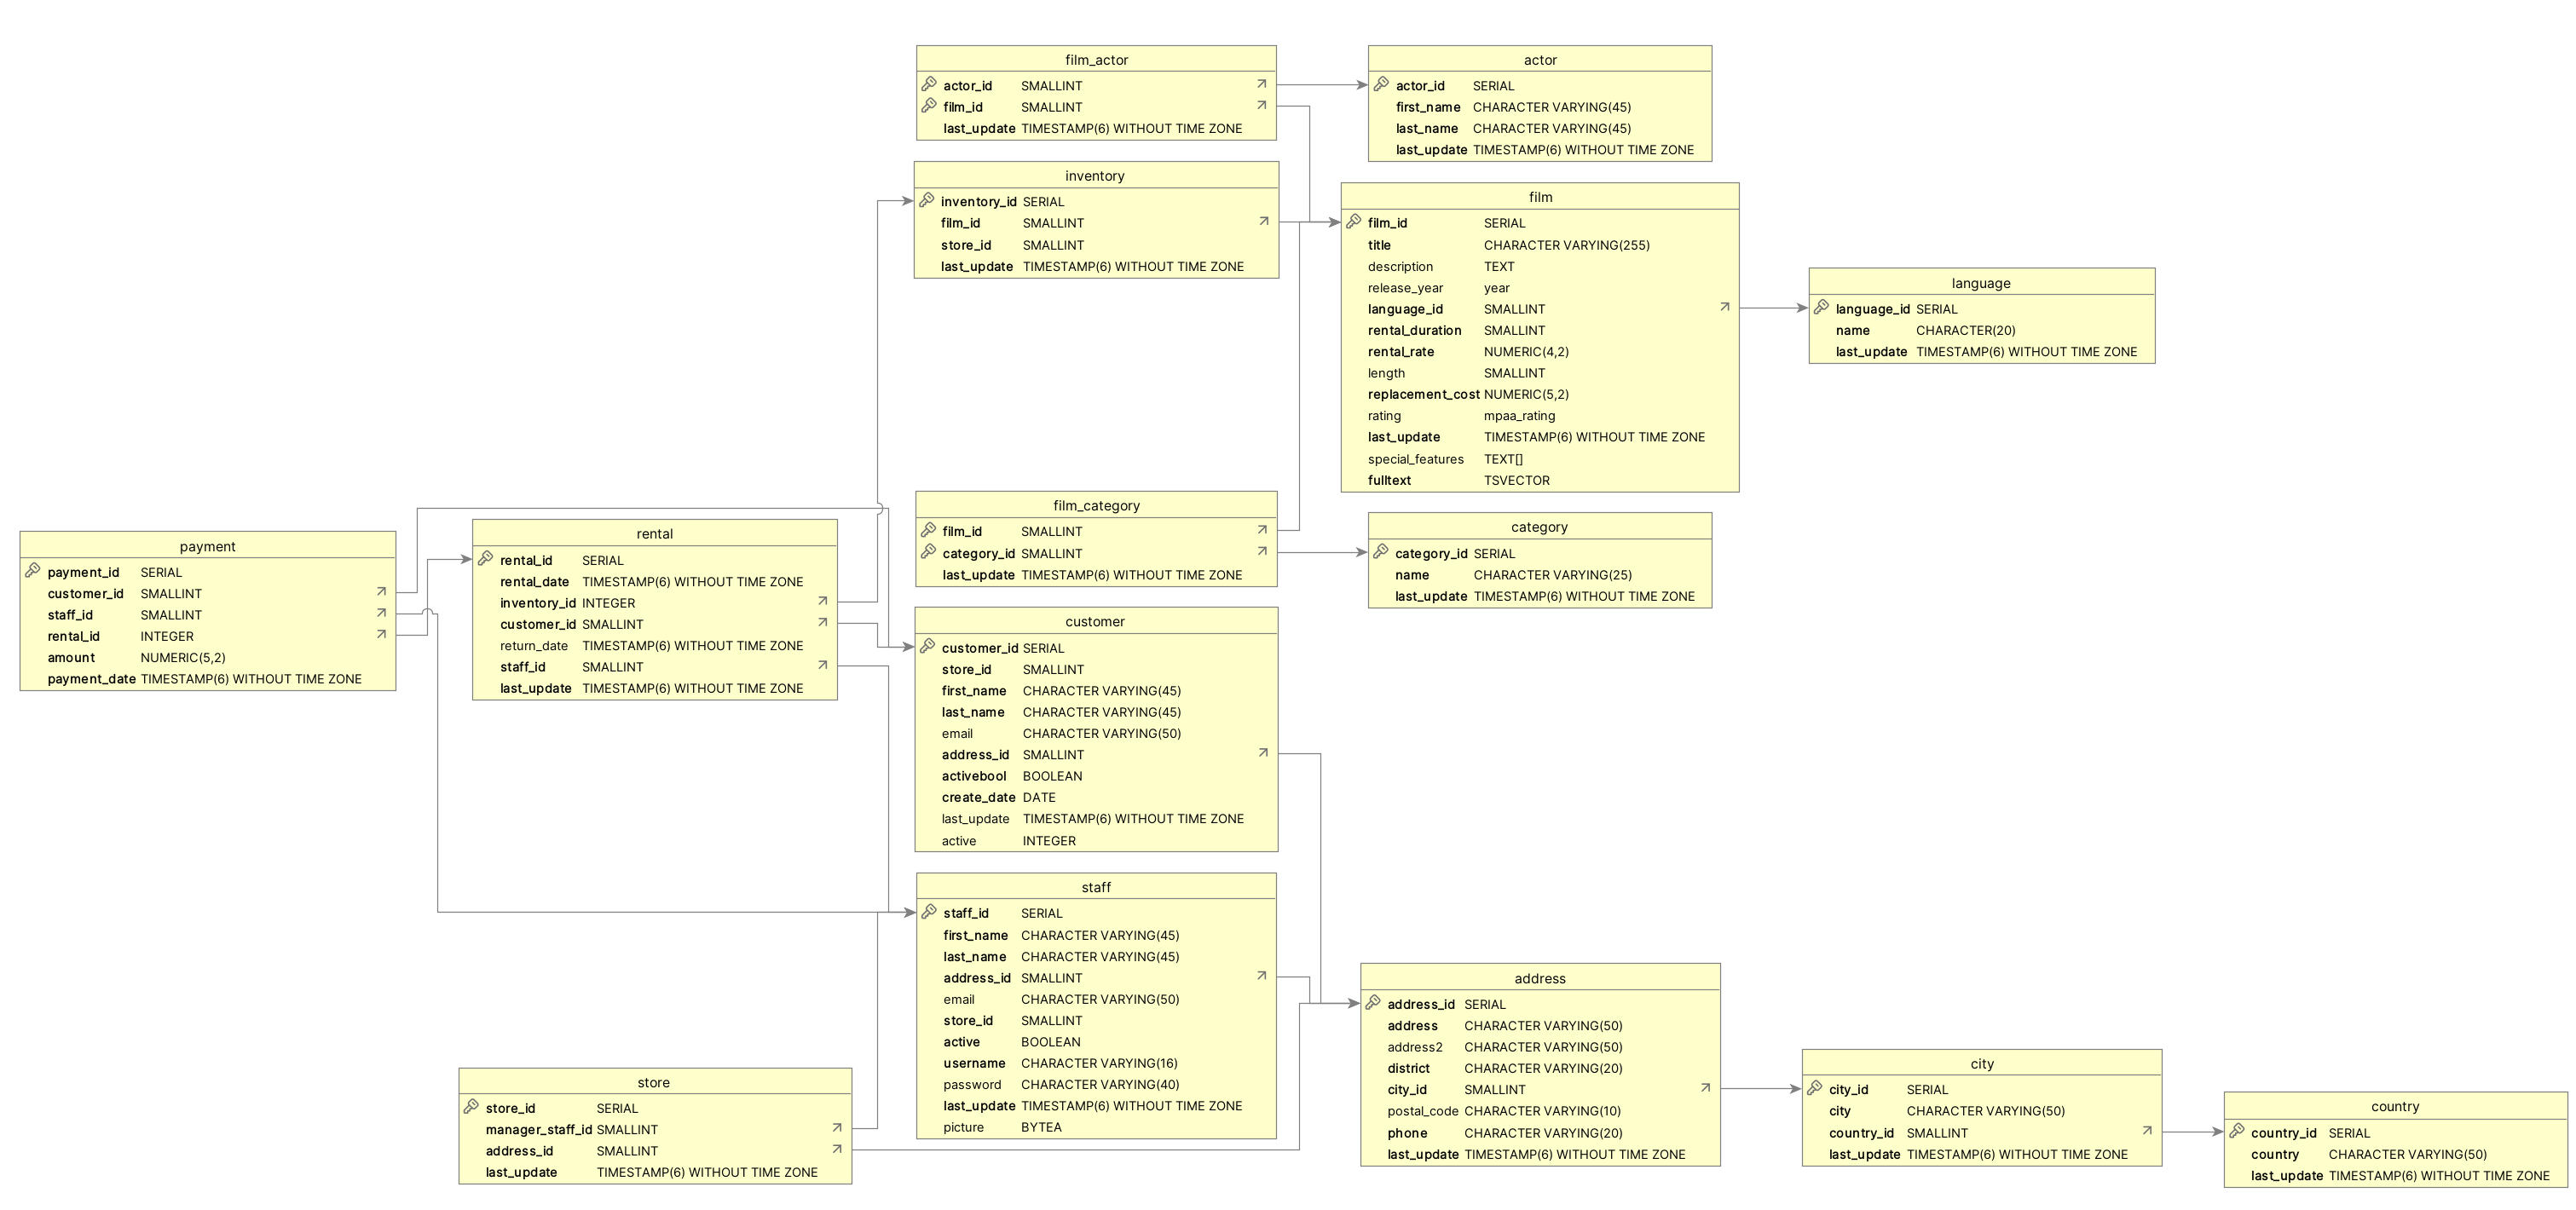 film_actor
actor_id SMALLINT
film_id SMALLINT
last_update TIMESTAMP(6) WITHOUT TIME ZONE
actor
actor_id SERIAL
first_name CHARACTER VARYING(45)
last_name CHARACTER VARYING(45)
last_update TIMESTAMP(6) WITHOUT TIME ZONE
inventory
inventory_id SERIAL
film_id SMALLINT
store_id SMALLINT
last_update TIMESTAMP(6) WITHOUT TIME ZONE
film
film_id SERIAL
title CHARACTER VARYING(255)
description TEXT
release_year year
language_id SMALLINT
rental_duration SMALLINT
rental_rate NUMERIC(4,2)
length SMALLINT
replacement_cost NUMERIC(5,2)
rating mpaa_rating
last_update TIMESTAMP(6) WITHOUT TIME ZONE
special_features TEXT[]
fulltext TSVECTOR
language
language_id SERIAL
name CHARACTER(20)
last_update TIMESTAMP(6) WITHOUT TIME ZONE
payment
payment_id SERIAL
customer_id SMALLINT
staff_id SMALLINT
rental_id INTEGER
amount NUMERIC(5,2)
payment_date TIMESTAMP(6) WITHOUT TIME ZONE
rental
rental_id SERIAL
rental_date TIMESTAMP(6) WITHOUT TIME ZONE
inventory_id INTEGER
customer_id SMALLINT
return_date TIMESTAMP(6) WITHOUT TIME ZONE
staff_id SMALLINT
last_update TIMESTAMP(6) WITHOUT TIME ZONE
film_category
film_id SMALLINT
category_id SMALLINT
last_update TIMESTAMP(6) WITHOUT TIME ZONE
category
category_id SERIAL
name CHARACTER VARYING(25)
last_update TIMESTAMP(6) WITHOUT TIME ZONE
customer
customer_id SERIAL
store_id SMALLINT
first_name CHARACTER VARYING(45)
last_name CHARACTER VARYING(45)
email CHARACTER VARYING(50)
address_id SMALLINT
activebool BOOLEAN
create_date DATE
last_update TIMESTAMP(6) WITHOUT TIME ZONE
active INTEGER
staff
staff_id SERIAL
first_name CHARACTER VARYING(45)
last_name CHARACTER VARYING(45)
address_id SMALLINT
email CHARACTER VARYING(50)
store_id SMALLINT
active BOOLEAN
username CHARACTER VARYING(16)
password CHARACTER VARYING(40)
last_update TIMESTAMP(6) WITHOUT TIME ZONE
picture BYTEA
store
store_id SERIAL
manager_staff_id SMALLINT
address_id SMALLINT
last_update TIMESTAMP(6) WITHOUT TIME ZONE
address
address_id SERIAL
address CHARACTER VARYING(50)
address2 CHARACTER VARYING(50)
district CHARACTER VARYING(20)
city_id SMALLINT
postal_code CHARACTER VARYING(10)
phone CHARACTER VARYING(20)
last_update TIMESTAMP(6) WITHOUT TIME ZONE
city
city_id SERIAL
city CHARACTER VARYING(50)
country_id SMALLINT
last_update TIMESTAMP(6) WITHOUT TIME ZONE
country
country_id SERIAL
country CHARACTER VARYING(50)
last_update TIMESTAMP(6) WITHOUT TIME ZONE